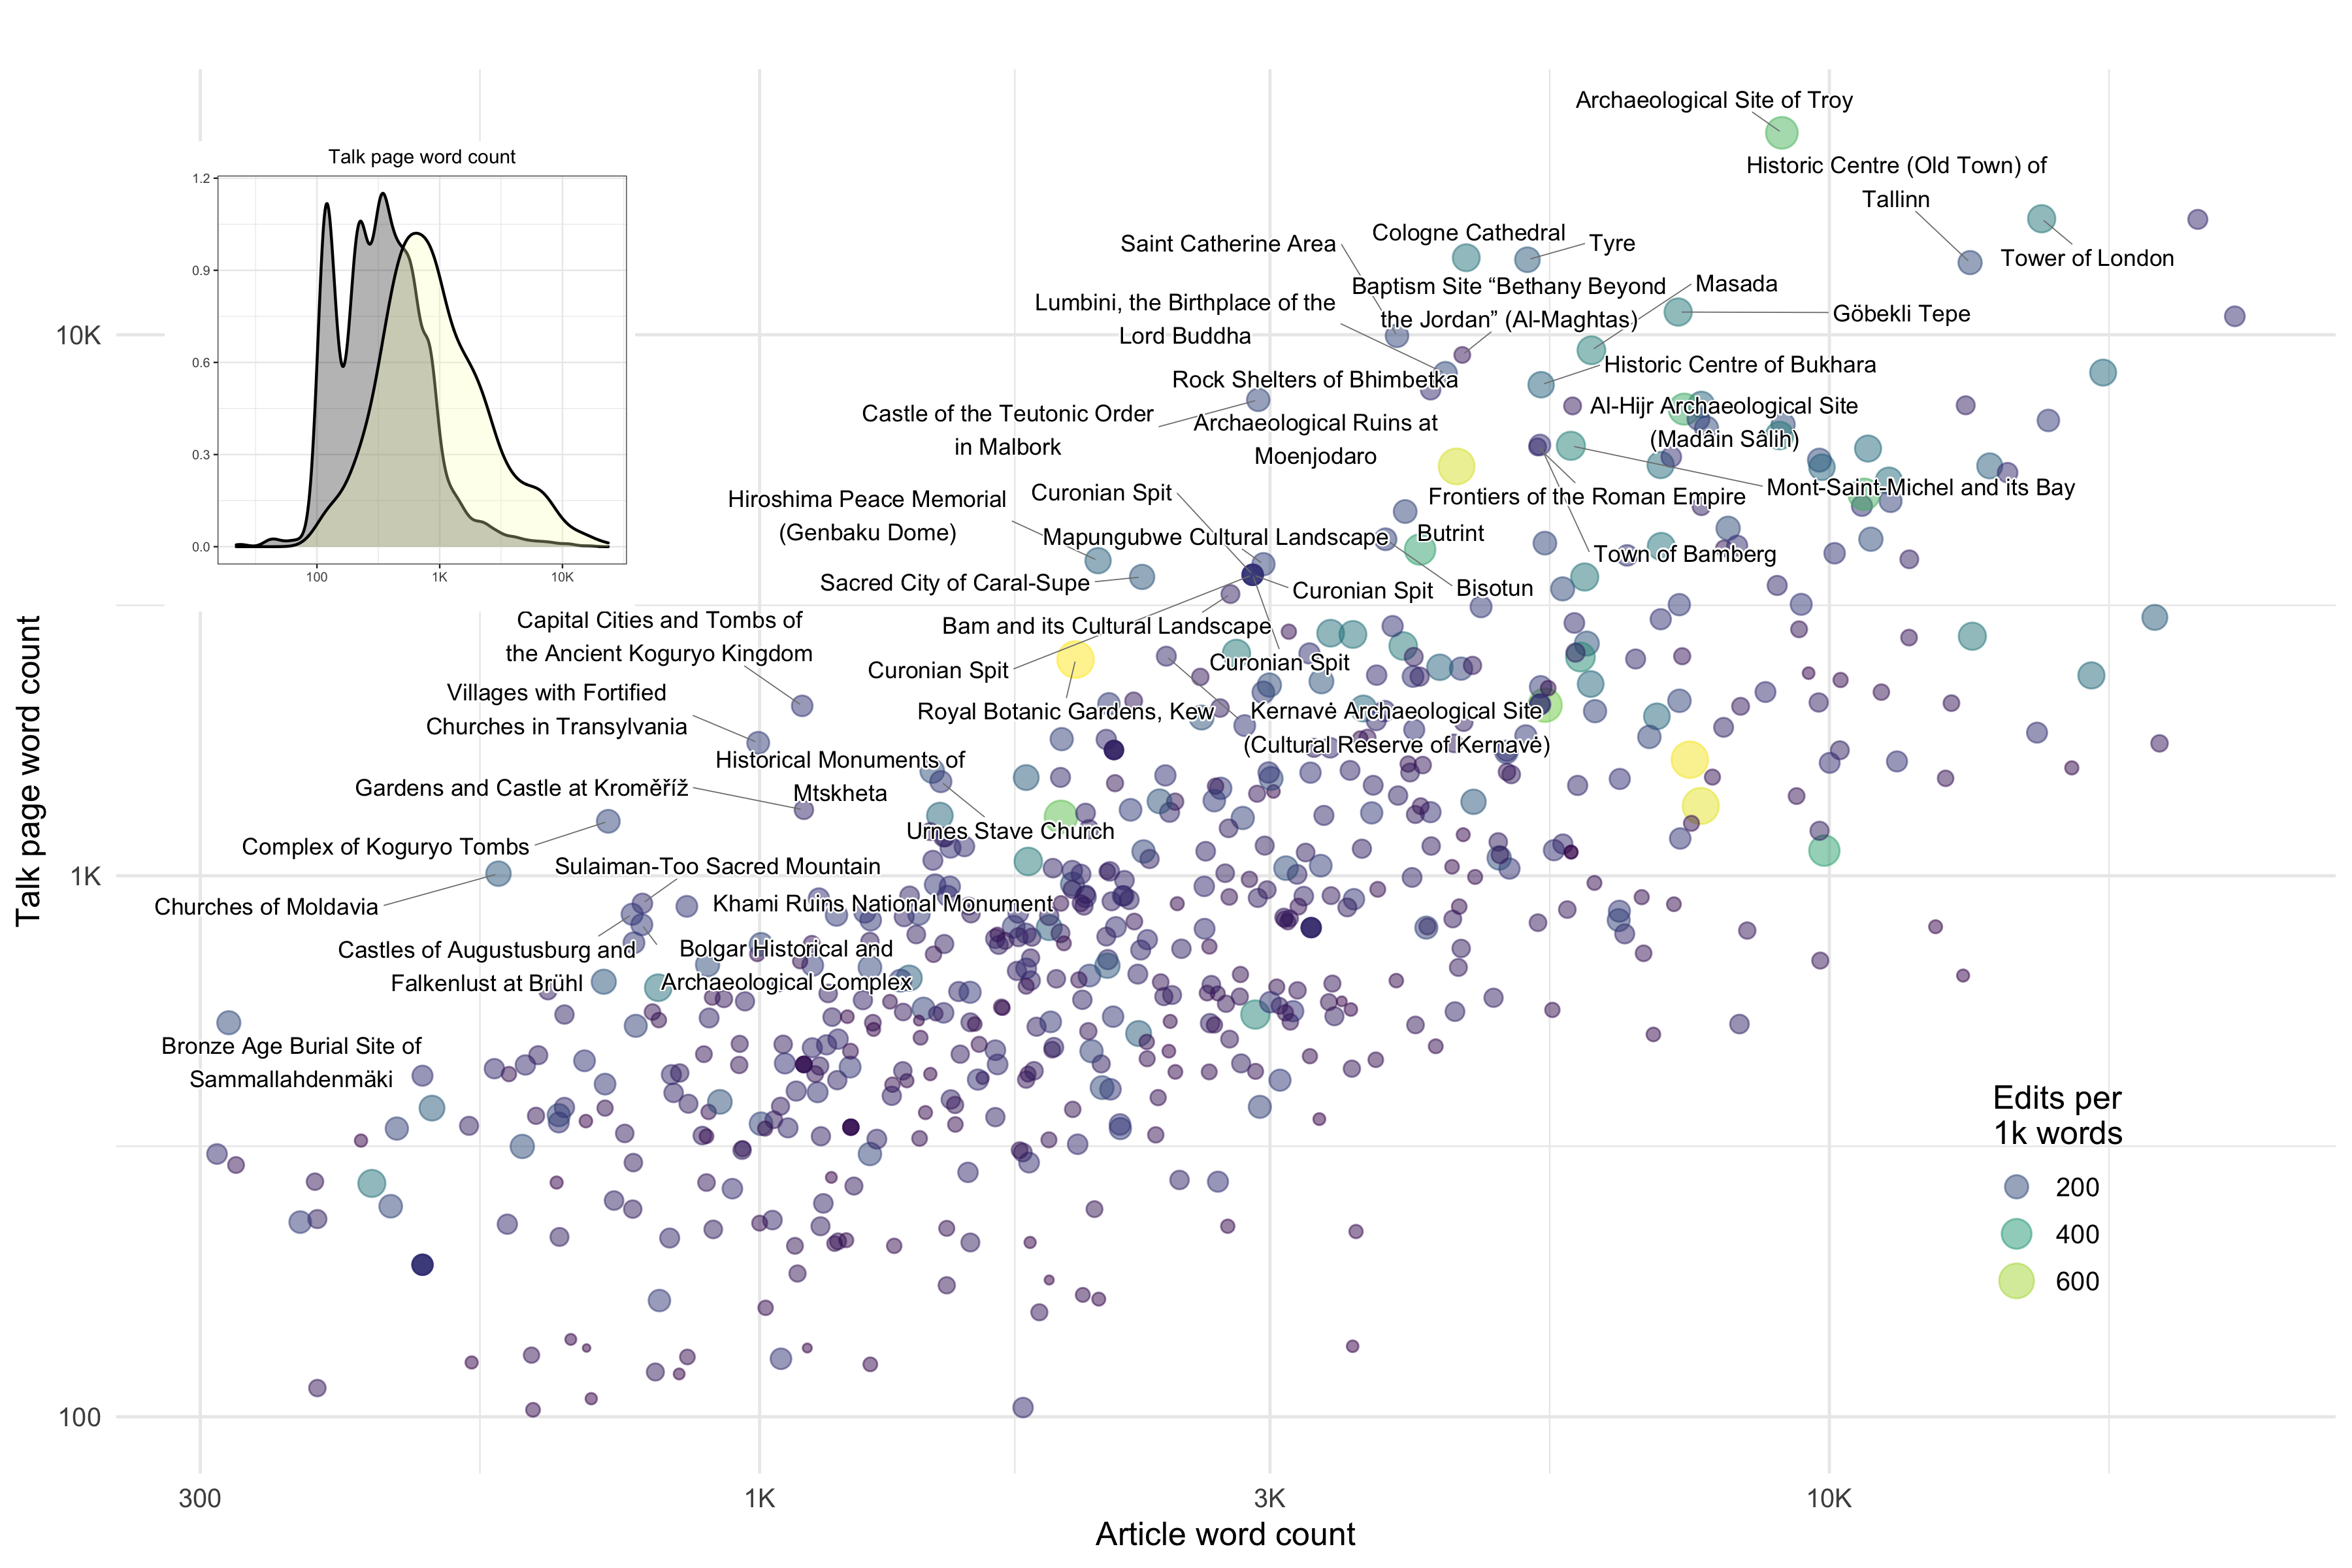 Archaeological Site of Troy
Talk page word count
Historic Centre (Old Town) of
Tallinn
1.2
0.9
0.6
0.3
0.0
100
1K
10K
Saint Catherine Area
Cologne Cathedral
Tyre
Tower of London
Baptism Site “Bethany Beyond
the Jordan” (Al-Maghtas)
Masada
Göbekli Tepe
Lumbini, the Birthplace of the
Lord Buddha
10K
Historic Centre of Bukhara
Rock Shelters of Bhimbetka
Castle of the Teutonic Order
in Malbork
Al-Hijr Archaeological Site
(Madâin Sâlih)
Archaeological Ruins at
Moenjodaro
Hiroshima Peace Memorial
(Genbaku Dome)
Curonian Spit
Frontiers of the Roman Empire
Mont-Saint-Michel and its Bay
Mapungubwe Cultural Landscape
Butrint
Town of Bamberg
Sacred City of Caral-Supe
Curonian Spit
Bisotun
Capital Cities and Tombs of
the Ancient Koguryo Kingdom
Bam and its Cultural Landscape
Curonian Spit
Curonian Spit
Villages with Fortified
Churches in Transylvania
Royal Botanic Gardens, Kew
Kernavė Archaeological Site
(Cultural Reserve of Kernavė)
Historical Monuments of
Mtskheta
Gardens and Castle at Kroměříž
Urnes Stave Church
Complex of Koguryo Tombs
Sulaiman-Too Sacred Mountain
1K
Churches of Moldavia
Khami Ruins National Monument
Castles of Augustusburg and
Falkenlust at Brühl
Bolgar Historical and
Archaeological Complex
Bronze Age Burial Site of
Sammallahdenmäki
Edits per
1k words
200
400
600
100
Talk page word count
300
1K
3K
10K
Article word count